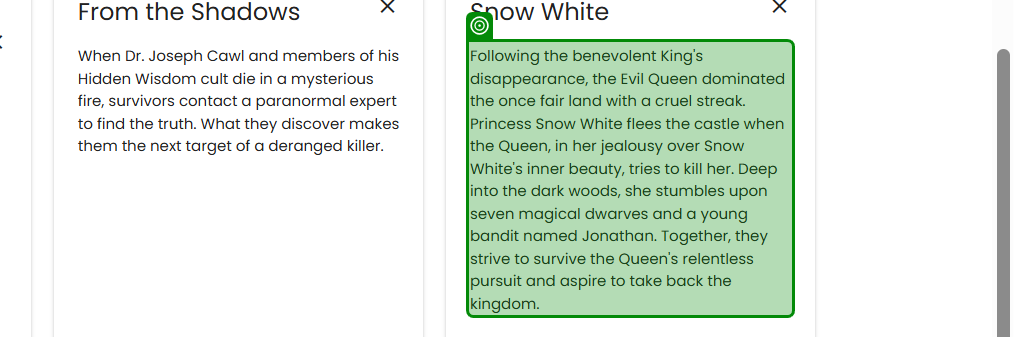 From the Shadows
When Dr. Joseph Cawl and members of his
Hidden Wisdom cult die in a mysterious
fire, survivors contact a paranormal expert
to find the truth. What they discover makes
them the next target of a deranged killer.
Snow White
Following the benevolent King's
disappearance, the Evil Queen dominated
the once fair land with a cruel streak.
Princess Snow White flees the castle when
the Queen, in her jealousy over Snow
White's inner beauty, tries to kill her. Deep
into the dark woods, she stumbles upon
seven magical dwarves and a young
bandit named Jonathan. Together, they
strive to survive the Queen's relentless
pursuit and aspire to take back the
kingdom.